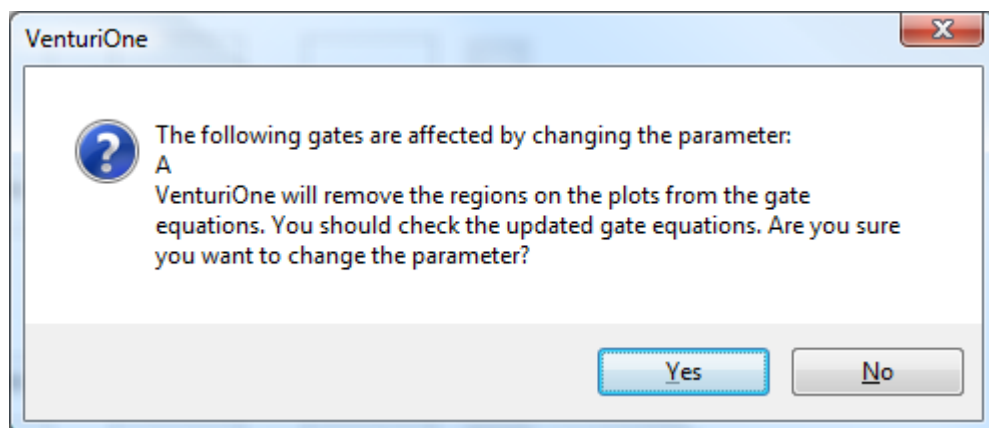 VenturiOne
The following gates are affected by changing the parameter:
A
VenturiOne will remove the regions on the plots from the gate
equations. You should check the updated gate equations. Are you sure
you want to change the parameter?
Yes
No